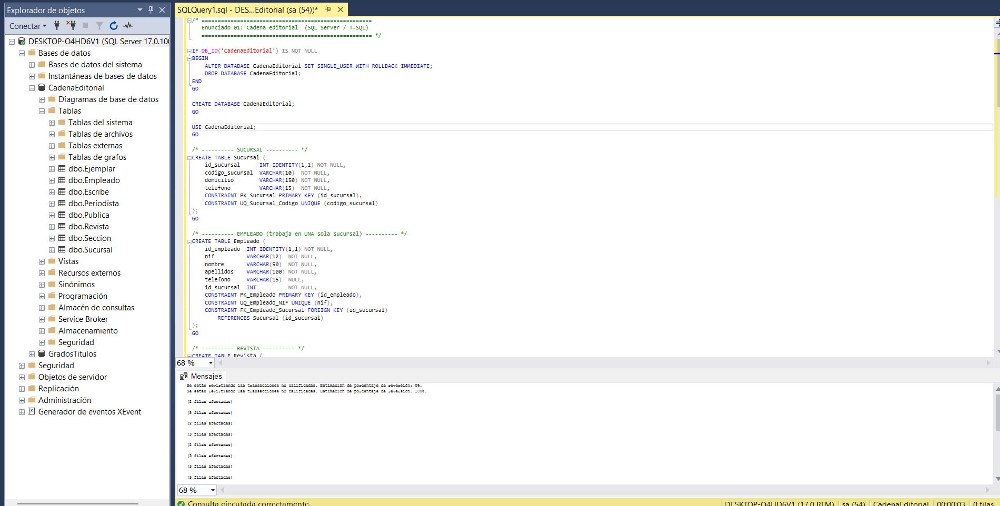 Explorador de objetos
Conectar
DESKTOP-O4HD6V1 (SQL Server 17.0.100
Bases de datos
Bases de datos del sistema
Instantáneas de bases de datos
CadenaEditorial
Diagramas de base de datos
Tablas
Tablas del sistema
Tablas de archivos
Tablas externas
Tablas de grafos
dbo.Ejemplar
dbo.Empleado
dbo.Escribe
dbo.Periodista
dbo.Publica
dbo.Revista
dbo.Seccion
dbo.Sucursal
Vistas
Recursos externos
Sinónimos
Programación
Almacén de consultas
Service Broker
Almacenamiento
Seguridad
GradosTitulos
Seguridad
Objetos de servidor
Replicación
Administración
Generador de eventos XEvent
SQLQuery1.sql - DES...Editorial (sa (54))*
/* =====================================================
Enunciado 01: Cadena editorial  (SQL Server / T-SQL)
===================================================== */
IF DB_ID('CadenaEditorial') IS NOT NULL
BEGIN
ALTER DATABASE CadenaEditorial SET SINGLE_USER WITH ROLLBACK IMMEDIATE;
DROP DATABASE CadenaEditorial;
END
GO
CREATE DATABASE CadenaEditorial;
GO
USE CadenaEditorial;
GO
/* ---------- SUCURSAL ---------- */
CREATE TABLE Sucursal (
id_sucursal      INT IDENTITY(1,1) NOT NULL,
codigo_sucursal  VARCHAR(10)  NOT NULL,
domicilio        VARCHAR(150) NOT NULL,
telefono         VARCHAR(15)  NOT NULL,
CONSTRAINT PK_Sucursal PRIMARY KEY (id_sucursal),
CONSTRAINT UQ_Sucursal_Codigo UNIQUE (codigo_sucursal)
);
GO
/* ---------- EMPLEADO (trabaja en UNA sola sucursal) ---------- */
CREATE TABLE Empleado (
id_empleado  INT IDENTITY(1,1) NOT NULL,
nif          VARCHAR(12)  NOT NULL,
nombre       VARCHAR(50)  NOT NULL,
apellidos    VARCHAR(100) NOT NULL,
telefono     VARCHAR(15)  NULL,
id_sucursal  INT          NOT NULL,
CONSTRAINT PK_Empleado PRIMARY KEY (id_empleado),
CONSTRAINT UQ_Empleado_NIF UNIQUE (nif),
CONSTRAINT FK_Empleado_Sucursal FOREIGN KEY (id_sucursal)
REFERENCES Sucursal (id_sucursal)
);
GO
/* ---------- REVISTA ---------- */
CREATE TABLE Revista (
68 %
Mensajes
Se están revirtiendo las transacciones no calificadas. Estimación de porcentaje de reversión: 0%.
Se están revirtiendo las transacciones no calificadas. Estimación de porcentaje de reversión: 100%.
(2 filas afectadas)
(3 filas afectadas)
(2 filas afectadas)
(3 filas afectadas)
(2 filas afectadas)
(3 filas afectadas)
(3 filas afectadas)
(3 filas afectadas)
68 %
Consulta ejecutada correctamente.
DESKTOP-O4HD6V1 (17.0 RTM)
sa (54)
CadenaEditorial
00:00:03
0 filas